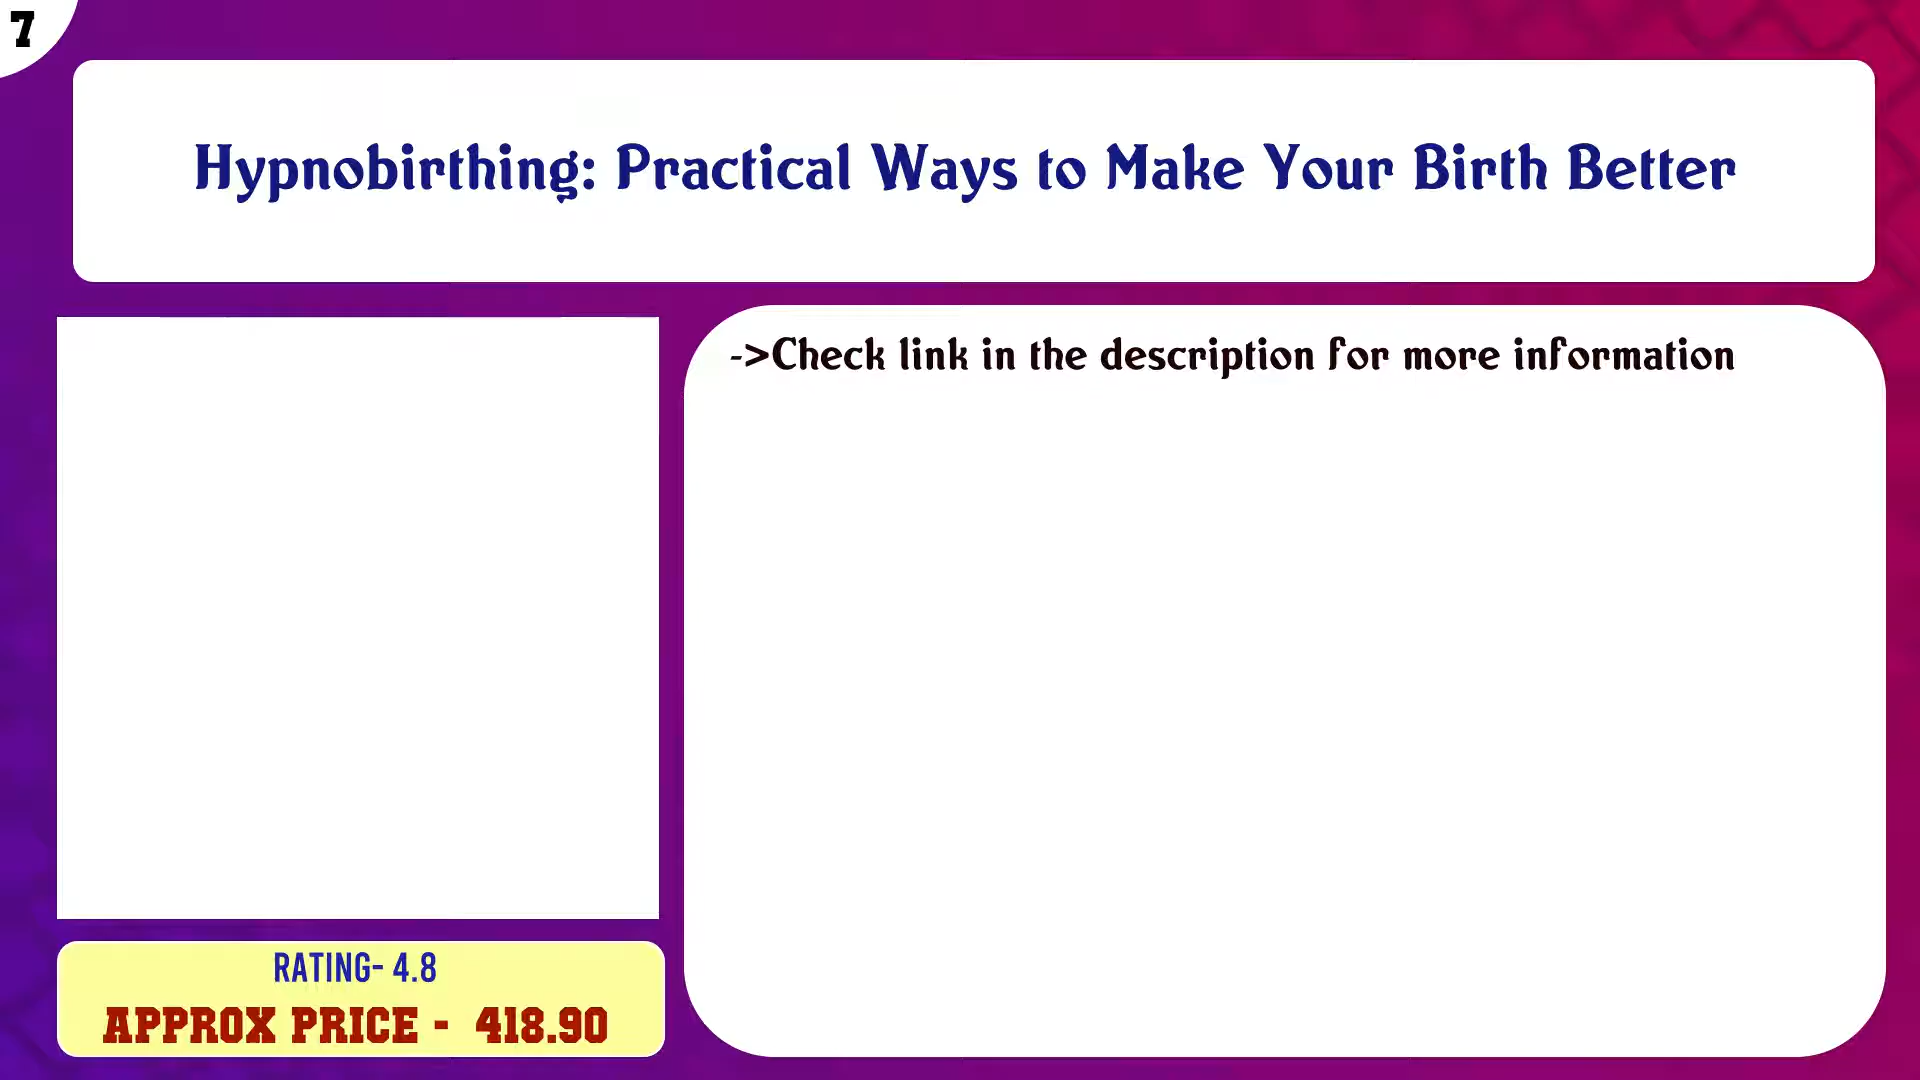 7
Hypnobirthing: Practical Ways to Make Your Birth Better
->Check link in the description for more information
RATING- 4.8
APPROX PRICE - 418.90